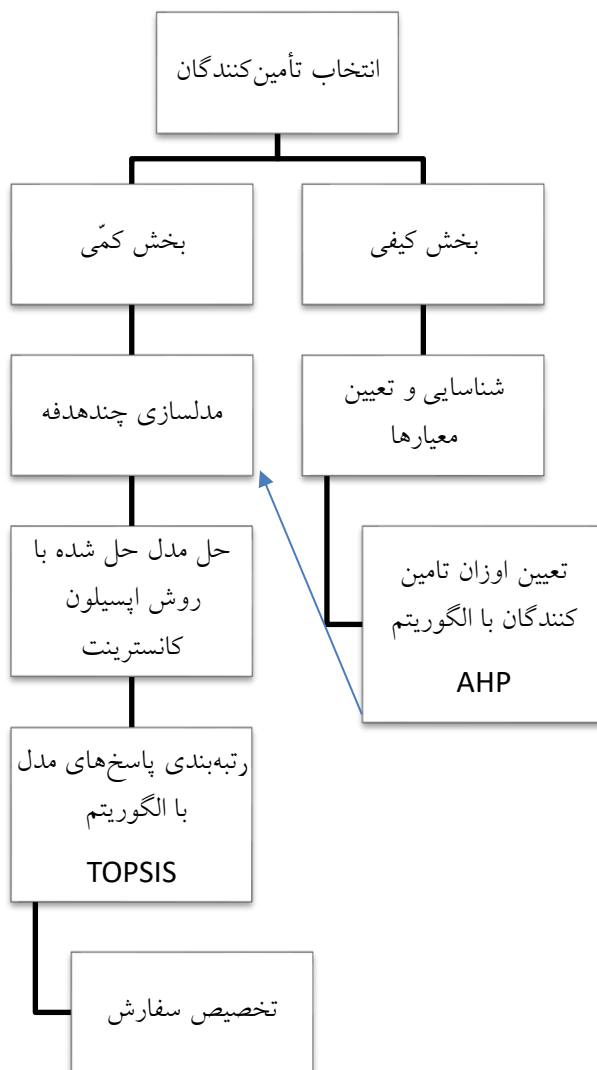 انتخاب تأمین‌کنندگان
بخش کیفی
بخش کمّی
شناسایی و تعیین
معیارها
مدلسازی چندهدفه
تعیین اوزان تامین
کنندگان با الگوریتم
AHP
حل مدل حل شده با
روش اپسیلون
کانسترینت
رتبه‌بندی پاسخ‌های مدل
با الگوریتم
TOPSIS
تخصیص سفارش